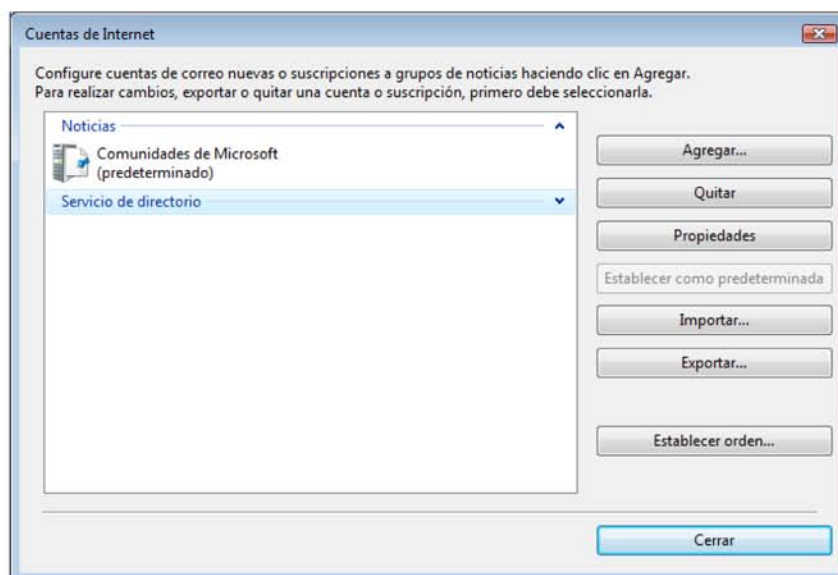 Cuentas de Internet
Configure cuentas de correo nuevas o suscripciones a grupos de noticias haciendo clic en Agregar.
Para realizar cambios, exportar o quitar una cuenta o suscripción, primero debe seleccionarla.
Noticias
Comunidades de Microsoft
(predeterminado)
Servicio de directorio
Agregar...
Quitar
Propiedades
Establecer como predeterminada
Importar...
Exportar...
Establecer orden...
Cerrar